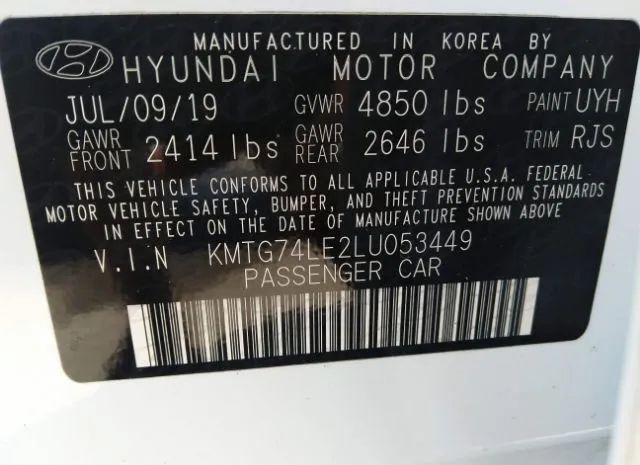 MANUFACTURED IN KOREA BY
HYUNDAI MOTOR COMPANY
JUL/09/19 GVWR 4850 lbs PAINT UYH
GAWR FRONT 2414 lbs GAWR REAR 2646 lbs TRIM RJS
THIS VEHICLE CONFORMS TO ALL APPLICABLE U.S.A. FEDERAL
MOTOR VEHICLE SAFETY, BUMPER, AND THEFT PREVENTION STANDARDS
IN EFFECT ON THE DATE OF MANUFACTURE SHOWN ABOVE
V.I.N KMTG74LE2LU053449
PASSENGER CAR